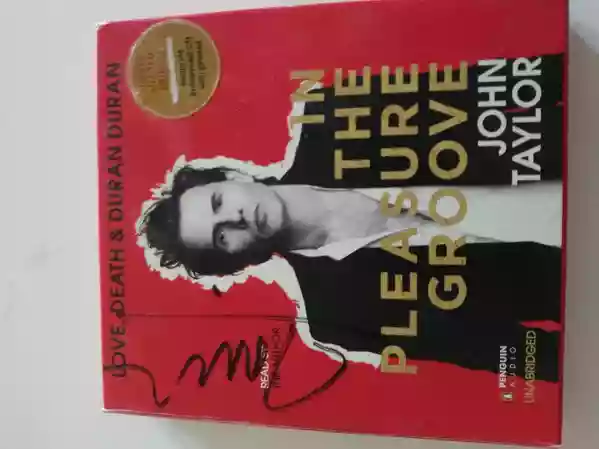 LOVE, DEATH & DURAN DURAN
IN
THE
PLEASURE
GROOVE
JOHN
TAYLOR
READ BY
THE AUTHOR
PENGUIN
AUDIO
UNABRIDGED